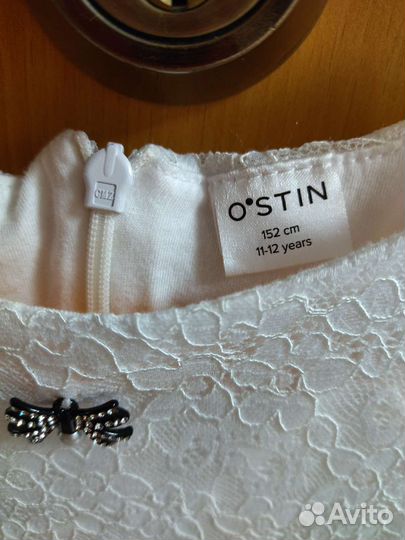 O'STIN
152 cm
11-12 years
Avito